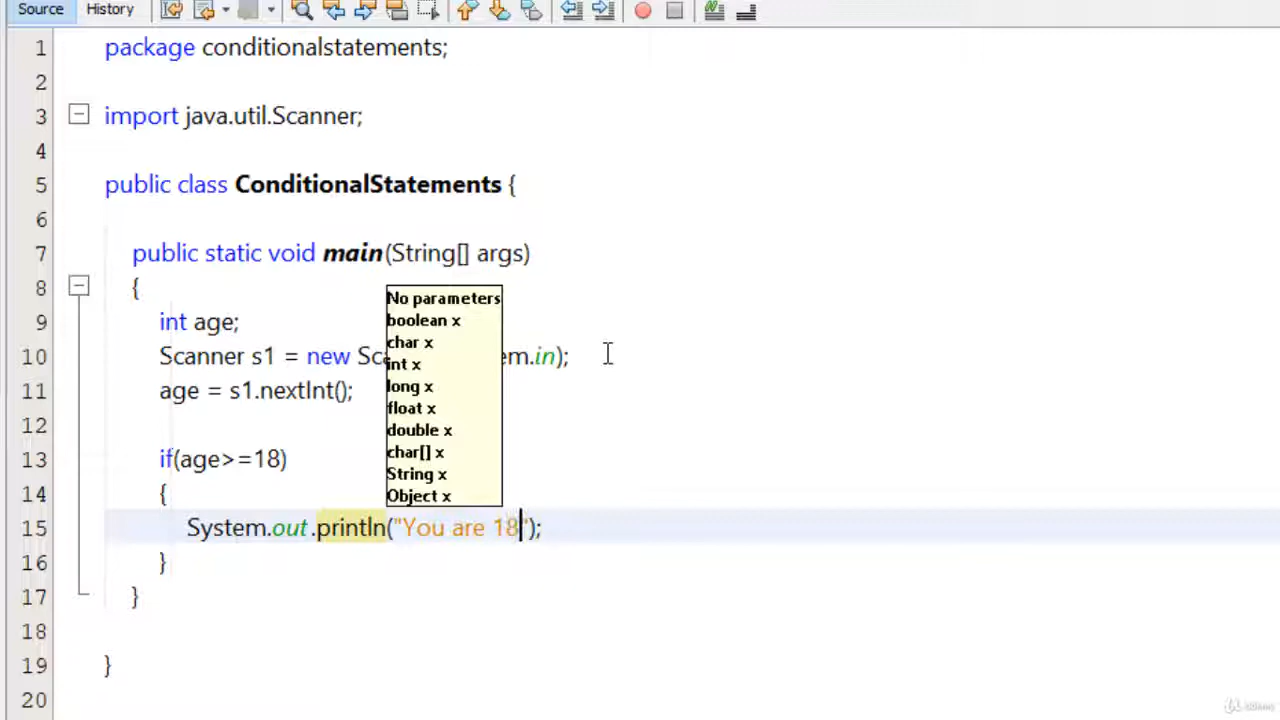 Source History
1 package conditionalstatements;
2
3 import java.util.Scanner;
4
5 public class ConditionalStatements {
6
7 public static void main(String[] args)
8 {
9 int age;
10 Scanner s1 = new Sc em.in);
11 age = s1.nextInt();
12
13 if(age>=18)
14 {
15 System.out.println("You are 18");
16 }
17 }
18
19 }
20
No parameters
boolean x
char x
int x
long x
float x
double x
char[] x
String x
Object x
Udemy